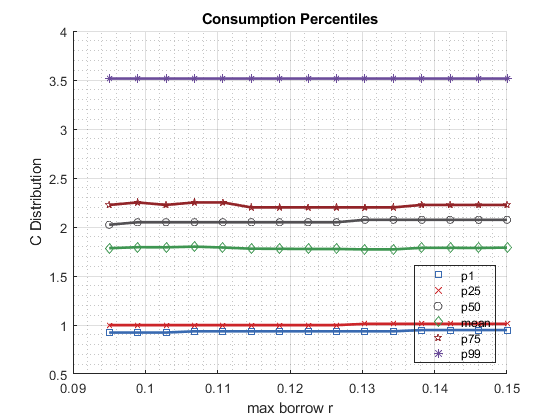 Consumption Percentiles
4
3.5
3
2.5
2
1.5
1
0.5
C Distribution
p1
p25
p50
mean
p75
p99
0.09 0.1 0.11 0.12 0.13 0.14 0.15
max borrow r